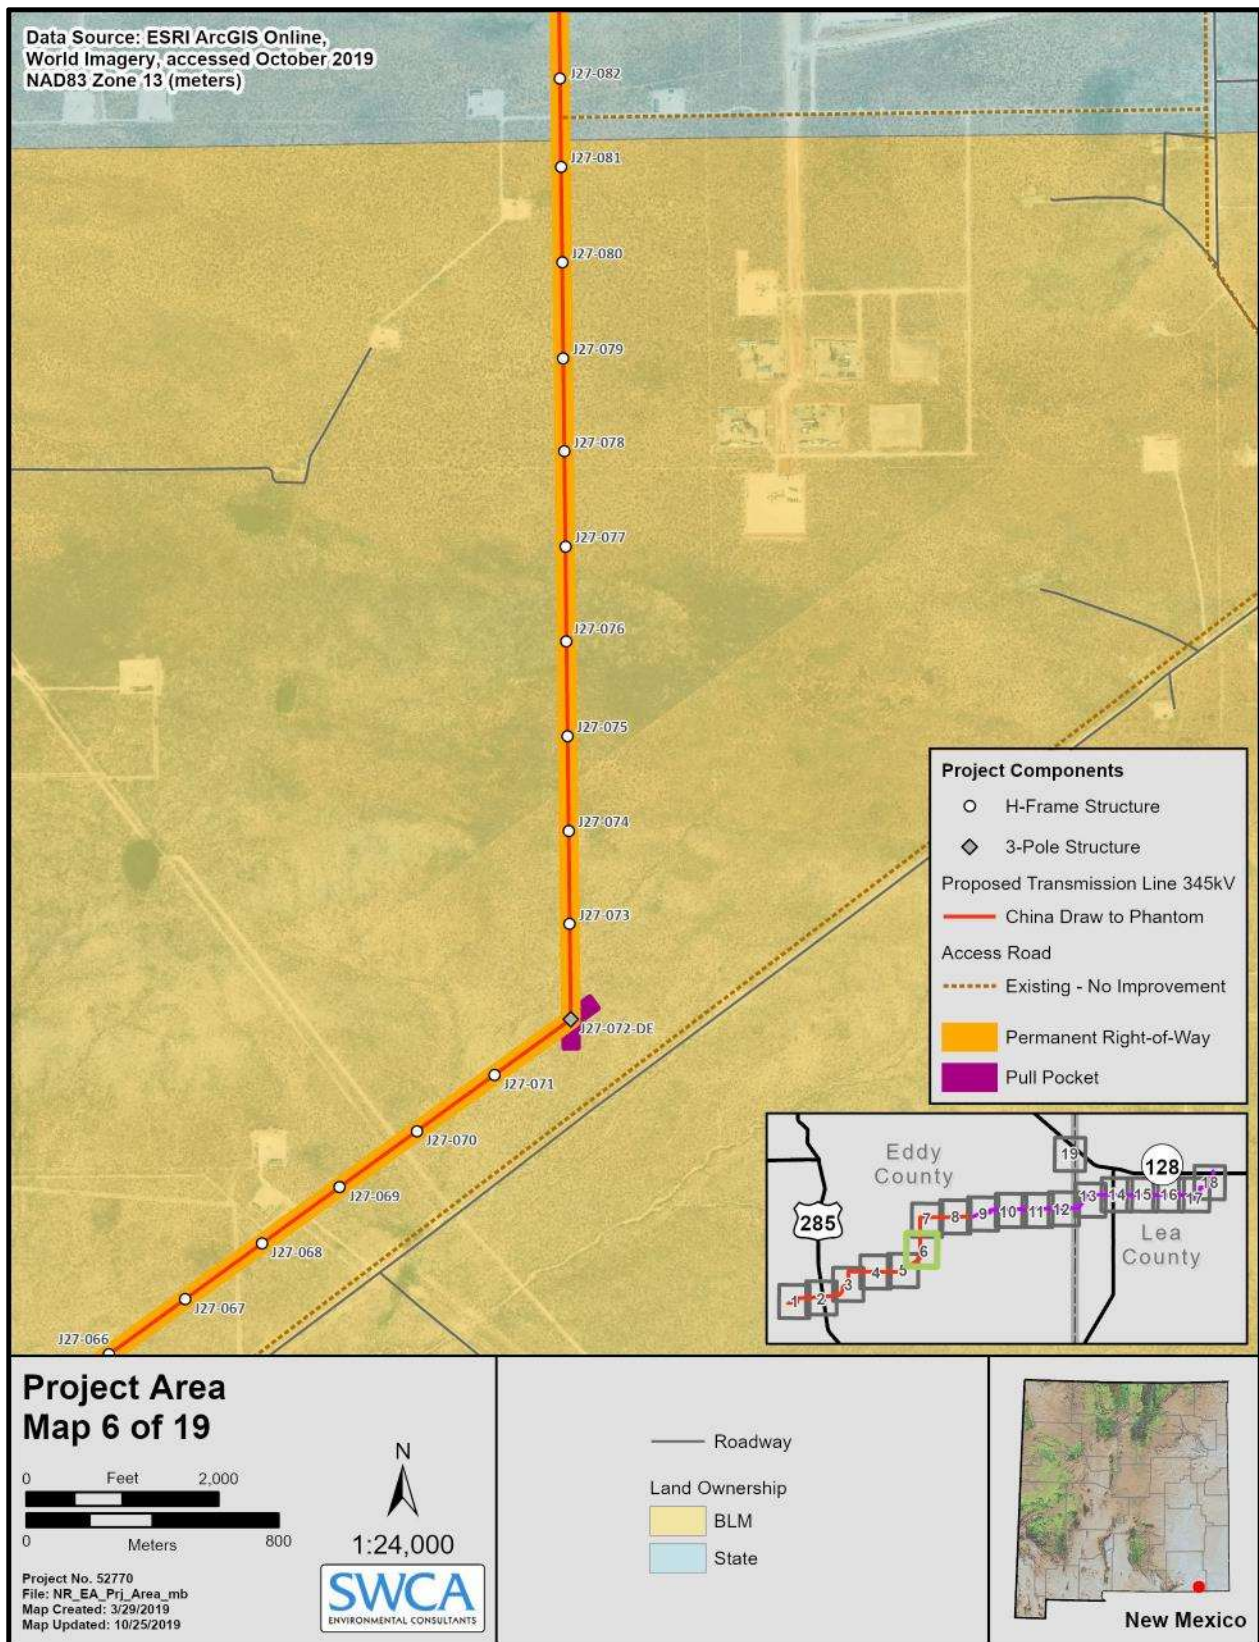 Data Source: ESRI ArcGIS Online,
World Imagery, accessed October 2019
NAD83 Zone 13 (meters)
J27-082
J27-081
J27-080
J27-079
J27-078
J27-077
J27-076
J27-075
J27-074
J27-073
J27-072-DE
J27-071
J27-070
J27-069
J27-068
J27-067
J27-066
Project Components
H-Frame Structure
3-Pole Structure
Proposed Transmission Line 345kV
China Draw to Phantom
Access Road
Existing - No Improvement
Permanent Right-of-Way
Pull Pocket
Eddy
County
285
128
Lea
County
1
2
3
4
5
6
7
8
9
10
11
12
13
14
15
16
17
18
19
Project Area
Map 6 of 19
0 Feet 2,000
0 Meters 800
N
1:24,000
Project No. 52770
File: NR_EA_Prj_Area_mb
Map Created: 3/29/2019
Map Updated: 10/25/2019
SWCA
ENVIRONMENTAL CONSULTANTS
Roadway
Land Ownership
BLM
State
New Mexico